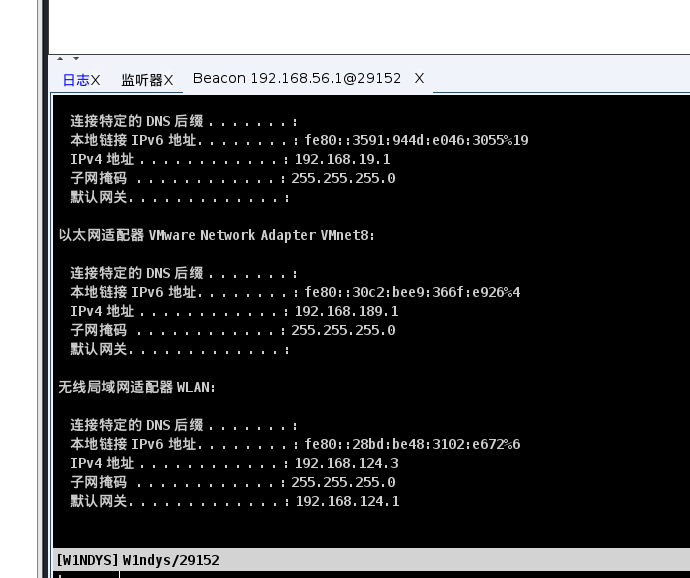 日志X 监听器X Beacon 192.168.56.1@29152 X
连接特定的 DNS 后缀 . . . . . . . :
本地链接 IPv6 地址. . . . . . . . : fe80::3591:944d:e046:3055%19
IPv4 地址 . . . . . . . . . . . . : 192.168.19.1
子网掩码 . . . . . . . . . . . . : 255.255.255.0
默认网关. . . . . . . . . . . . . :
以太网适配器 VMware Network Adapter VMnet8:
连接特定的 DNS 后缀 . . . . . . . :
本地链接 IPv6 地址. . . . . . . . : fe80::30c2:bee9:366f:e926%4
IPv4 地址 . . . . . . . . . . . . : 192.168.189.1
子网掩码 . . . . . . . . . . . . : 255.255.255.0
默认网关. . . . . . . . . . . . . :
无线局域网适配器 WLAN:
连接特定的 DNS 后缀 . . . . . . . :
本地链接 IPv6 地址. . . . . . . . : fe80::28bd:be48:3102:e672%6
IPv4 地址 . . . . . . . . . . . . : 192.168.124.3
子网掩码 . . . . . . . . . . . . : 255.255.255.0
默认网关. . . . . . . . . . . . . : 192.168.124.1
[W1NDYS] W1ndys/29152